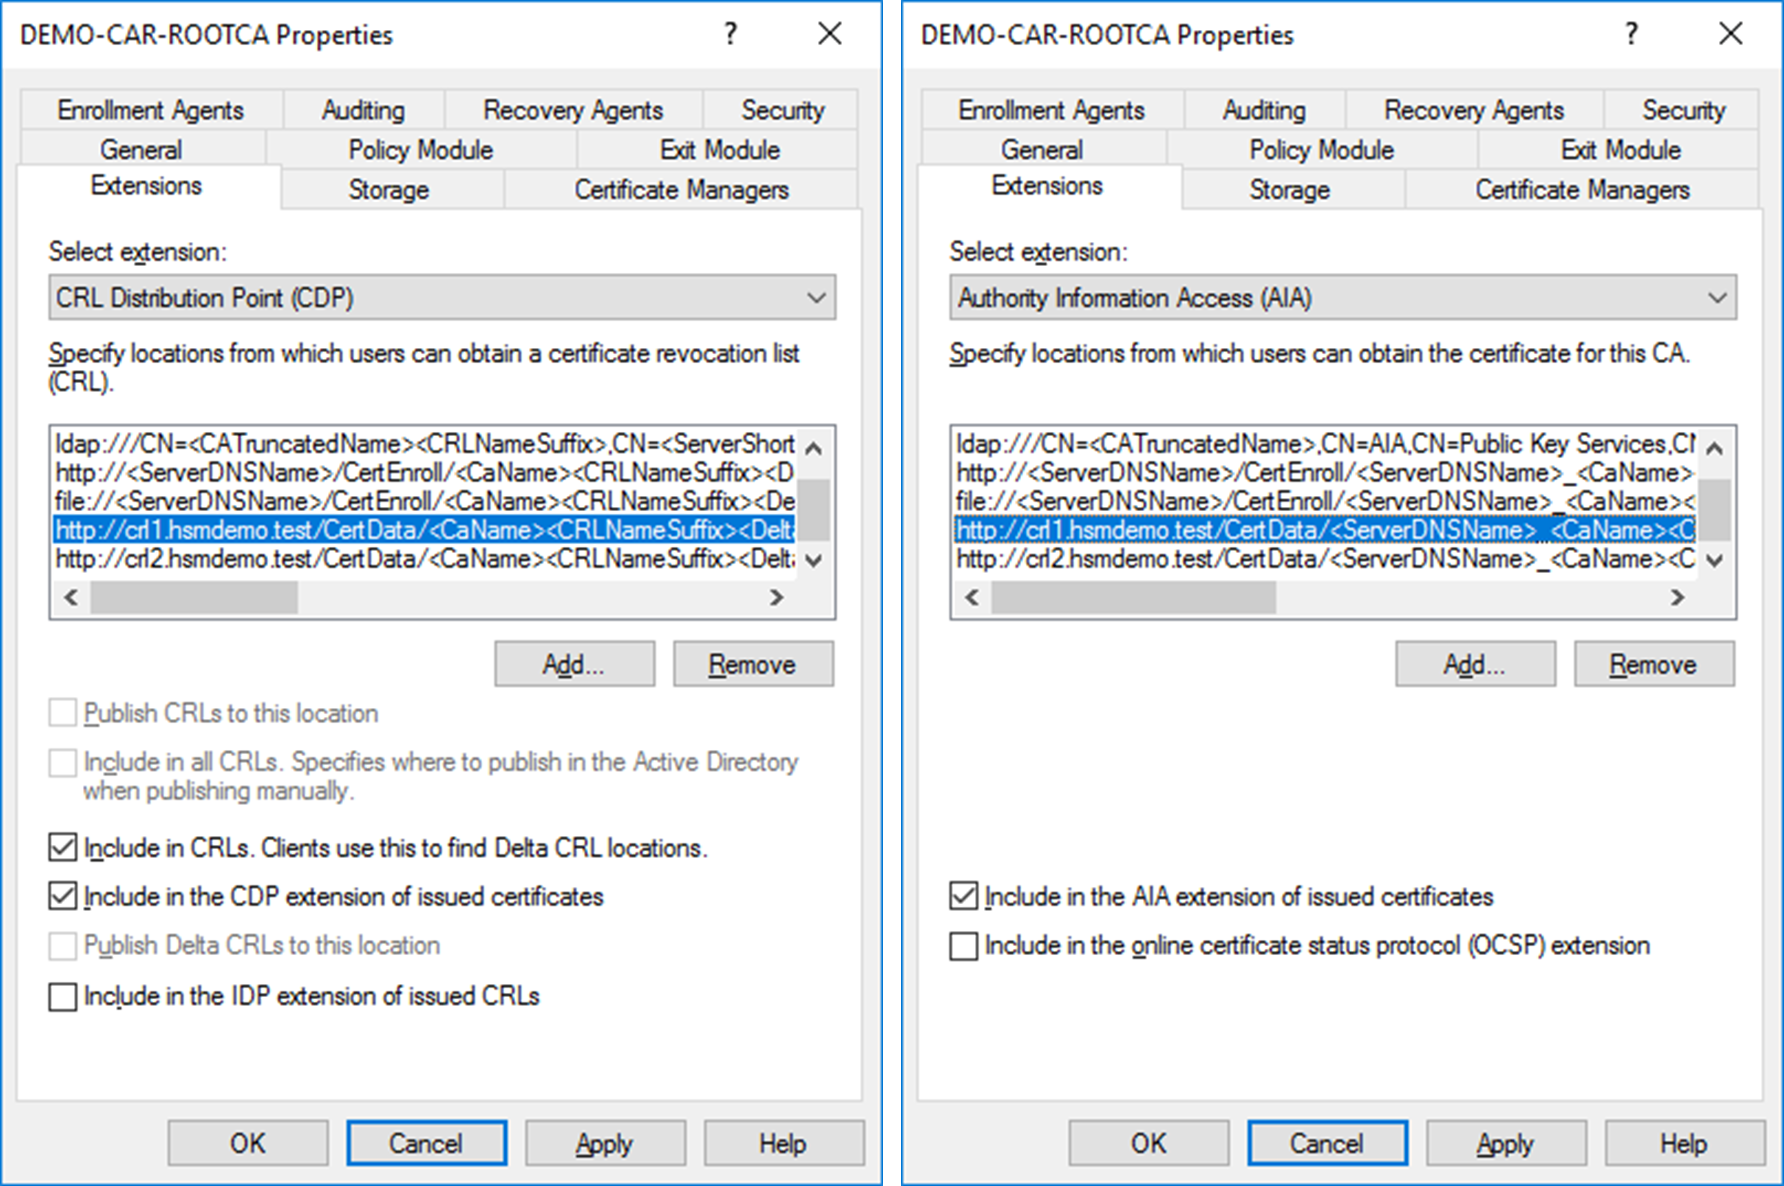 DEMO-CAR-ROOTCA Properties
?
Enrollment Agents
Auditing
Recovery Agents
Security
General
Policy Module
Exit Module
Extensions
Storage
Certificate Managers
Select extension:
CRL Distribution Point (CDP)
Specify locations from which users can obtain a certificate revocation list
(CRL).
ldap:///CN=<CATruncatedName><CRLNameSuffix>,CN=<ServerShort
http://<ServerDNSName>/CertEnroll/<CaName><CRLNameSuffix><D
file://<ServerDNSName>/CertEnroll/<CaName><CRLNameSuffix><De
http://crl1.hsmdemo.test/CertData/<CaName><CRLNameSuffix><Delta
http://crl2.hsmdemo.test/CertData/<CaName><CRLNameSuffix><Delta
Add...
Remove
Publish CRLs to this location
Include in all CRLs. Specifies where to publish in the Active Directory
when publishing manually.
Include in CRLs. Clients use this to find Delta CRL locations.
Include in the CDP extension of issued certificates
Publish Delta CRLs to this location
Include in the IDP extension of issued CRLs
OK
Cancel
Apply
Help
DEMO-CAR-ROOTCA Properties
?
Enrollment Agents
Auditing
Recovery Agents
Security
General
Policy Module
Exit Module
Extensions
Storage
Certificate Managers
Select extension:
Authority Information Access (AIA)
Specify locations from which users can obtain the certificate for this CA.
ldap:///CN=<CATruncatedName>,CN=AIA,CN=Public Key Services,CN
http://<ServerDNSName>/CertEnroll/<ServerDNSName>_<CaName>
file://<ServerDNSName>/CertEnroll/<ServerDNSName>_<CaName><
http://crl1.hsmdemo.test/CertData/<ServerDNSName>_<CaName><C
http://crl2.hsmdemo.test/CertData/<ServerDNSName>_<CaName><C
Add...
Remove
Include in the AIA extension of issued certificates
Include in the online certificate status protocol (OCSP) extension
OK
Cancel
Apply
Help